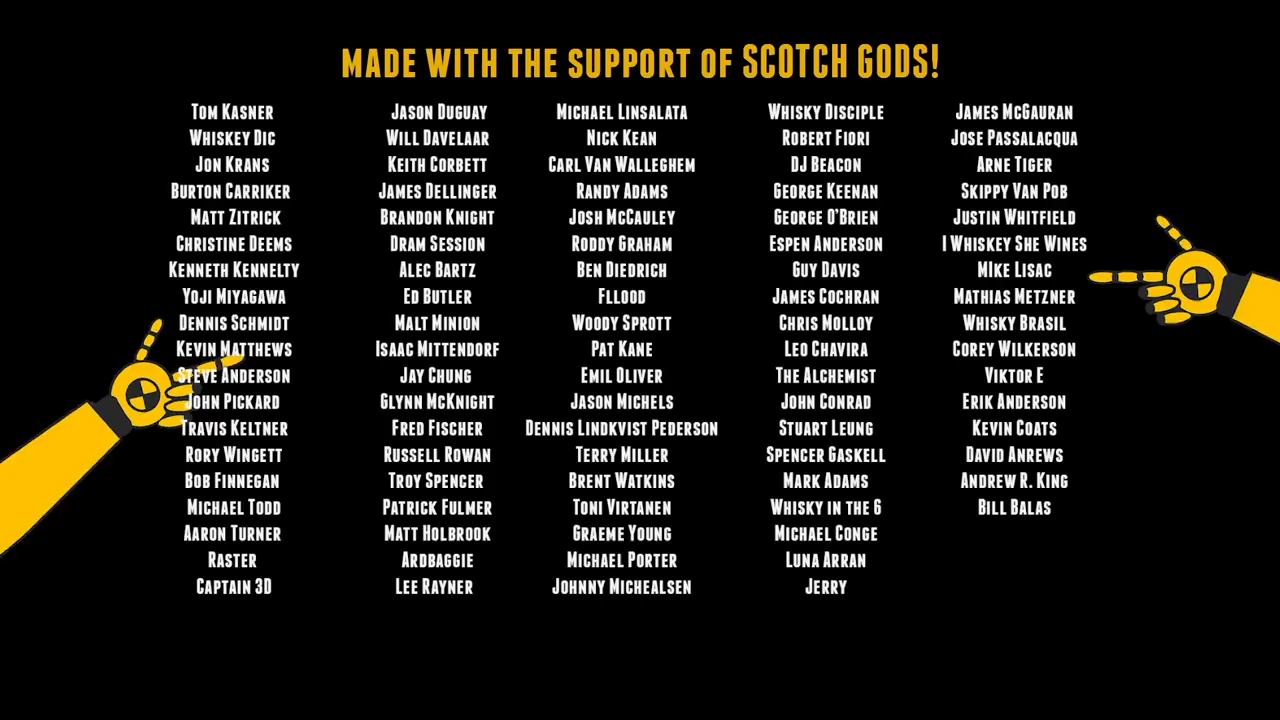 MADE WITH THE SUPPORT OF SCOTCH GODS!
TOM KASNER
WHISKEY DIC
JON KRANS
BURTON CARRIKER
MATT ZITRICK
CHRISTINE DEEMS
KENNETH KENNELTY
YOJI MIYAGAWA
DENNIS SCHMIDT
KEVIN MATTHEWS
STEVE ANDERSON
JOHN PICKARD
TRAVIS KELTNER
RORY WINGETT
BOB FINNEGAN
MICHAEL TODD
AARON TURNER
RASTER
CAPTAIN 3D
JASON DUGUAY
WILL DAVELAAR
KEITH CORBETT
JAMES DELLINGER
BRANDON KNIGHT
DRAM SESSION
ALEC BARTZ
ED BUTLER
MALT MINION
ISAAC MITTENDORF
JAY CHUNG
GLYNN MCKNIGHT
FRED FISCHER
RUSSELL ROWAN
TROY SPENCER
PATRICK FULMER
MATT HOLBROOK
ARDBAGGIE
LEE RAYNER
MICHAEL LINSALATA
NICK KEAN
CARL VAN WALLEGHEM
RANDY ADAMS
JOSH MCCAULEY
RODDY GRAHAM
BEN DIEDRICH
FLLOOD
WOODY SPROTT
PAT KANE
EMIL OLIVER
JASON MICHELS
DENNIS LINDKVIST PEDERSON
TERRY MILLER
BRENT WATKINS
TONI VIRTANEN
GRAEME YOUNG
MICHAEL PORTER
JOHNNY MICHEALSEN
WHISKY DISCIPLE
ROBERT FIORI
DJ BEACON
GEORGE KEENAN
GEORGE O'BRIEN
ESPEN ANDERSON
GUY DAVIS
JAMES COCHRAN
CHRIS MOLLOY
LEO CHAVIRA
THE ALCHEMIST
JOHN CONRAD
STUART LEUNG
SPENCER GASKELL
MARK ADAMS
WHISKY IN THE 6
MICHAEL CONGE
LUNA ARRAN
JERRY
JAMES MCGAURAN
JOSE PASSALACQUA
ARNE TIGER
SKIPPY VAN POB
JUSTIN WHITFIELD
I WHISKEY SHE WINES
MIKE LISAC
MATHIAS METZNER
WHISKY BRASIL
COREY WILKERSON
VIKTOR E
ERIK ANDERSON
KEVIN COATS
DAVID ANREWS
ANDREW R. KING
BILL BALAS